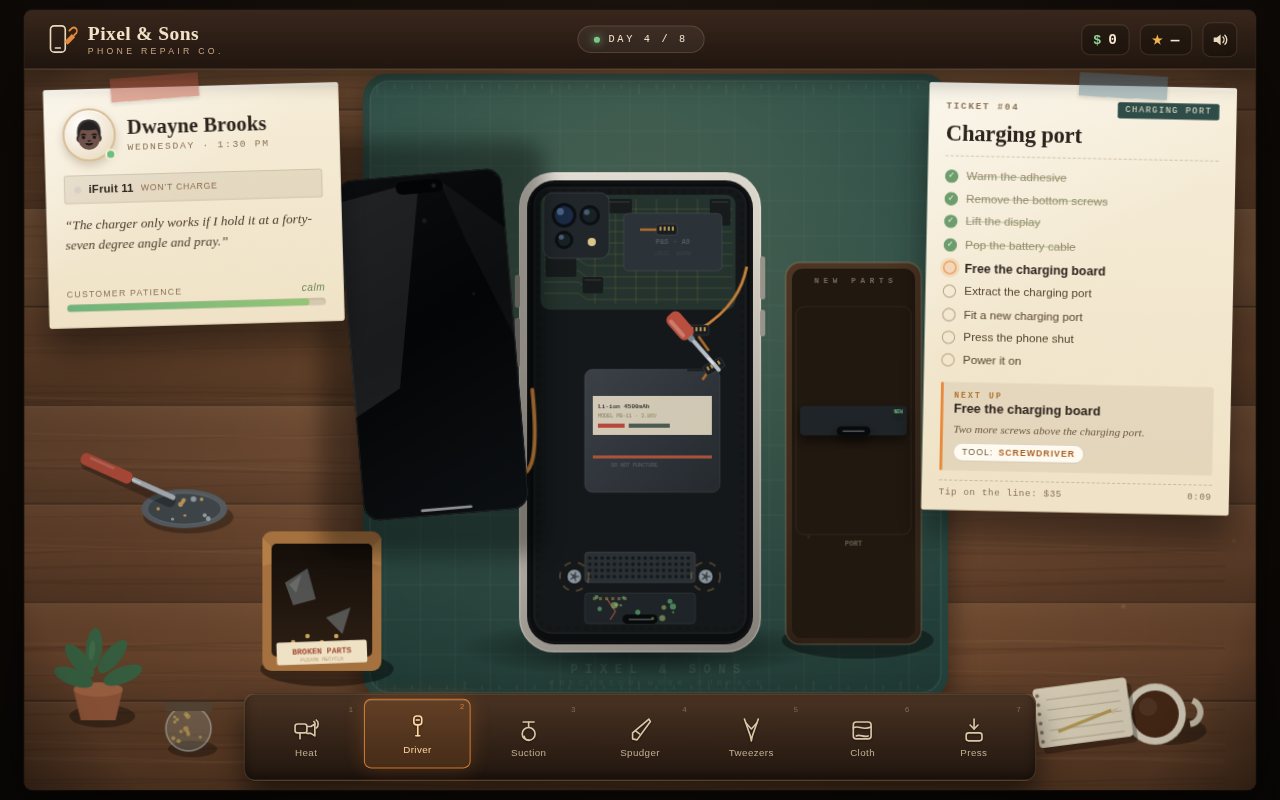 Pixel & Sons
PHONE REPAIR CO.
DAY 4 / 8
$ 0
★ —
Dwayne Brooks
WEDNESDAY · 1:30 PM
iFruit 11 WON'T CHARGE
“The charger only works if I hold it at a forty-
seven degree angle and pray.”
CUSTOMER PATIENCE
calm
TICKET #04
CHARGING PORT
Charging port
Warm the adhesive
Remove the bottom screws
Lift the display
Pop the battery cable
Free the charging board
Extract the charging port
Fit a new charging port
Press the phone shut
Power it on
NEXT UP
Free the charging board
Two more screws above the charging port.
TOOL: SCREWDRIVER
Tip on the line: $35
0:09
P&S · A9
Li-ion 4500mAh
DO NOT PUNCTURE
NEW PARTS
NEW
PORT
BROKEN PARTS
PLEASE RECYCLE
PIXEL & SONS
1
Heat
2
Driver
3
Suction
4
Spudger
5
Tweezers
6
Cloth
7
Press